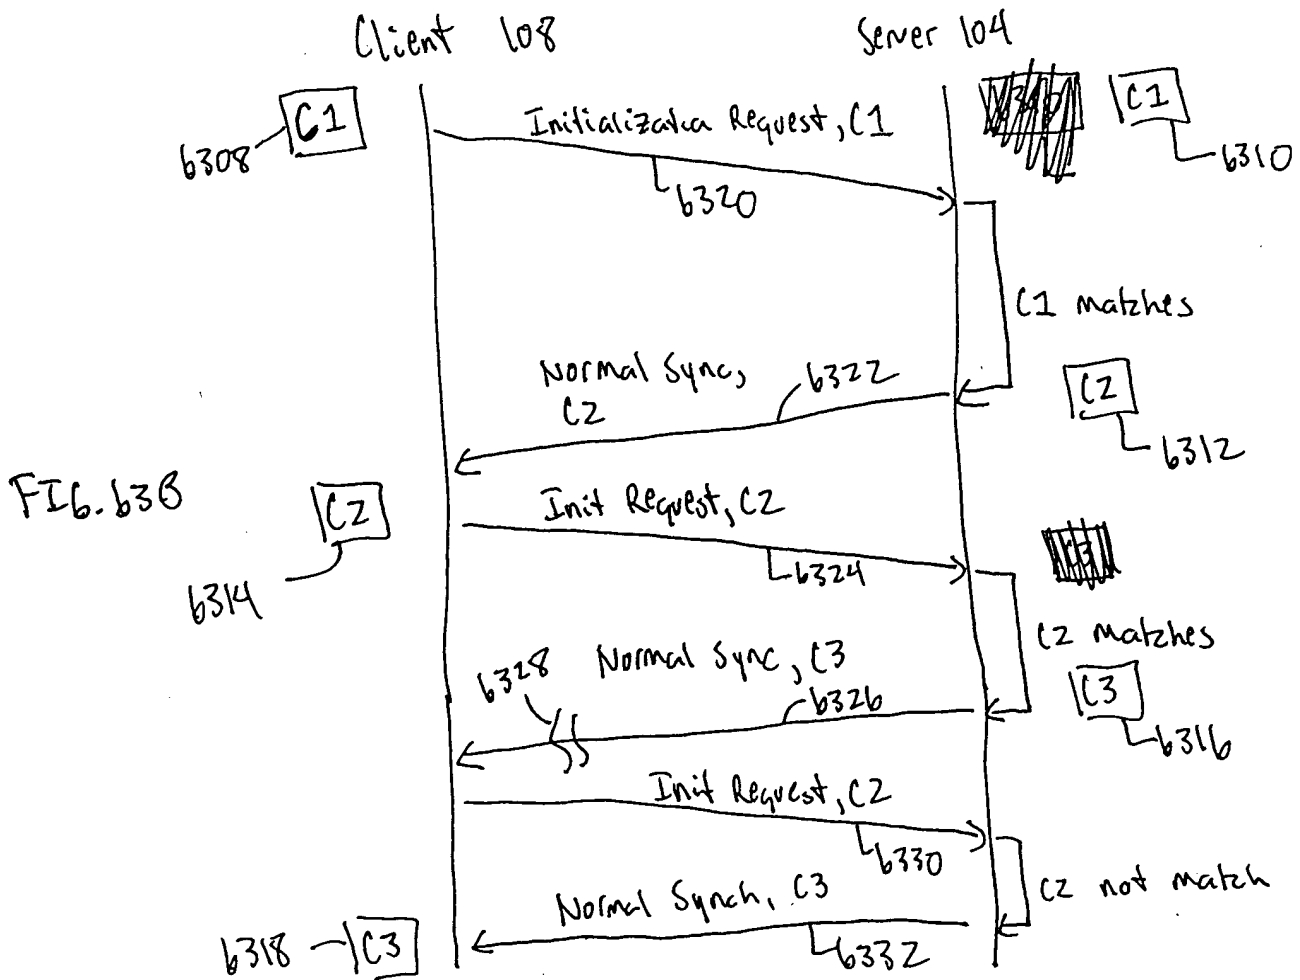 Client 108
Server 104
C1
6308
Initialization Request, C1
C1
6310
6320
C1 matches
Normal Sync,
C2
6322
C2
6312
FIG. 63B
C2
6314
Init Request, C2
6324
C2 matches
6328
Normal Sync, C3
6326
C3
6316
Init Request, C2
6330
C2 not match
Normal Synch, C3
6332
6318
C3